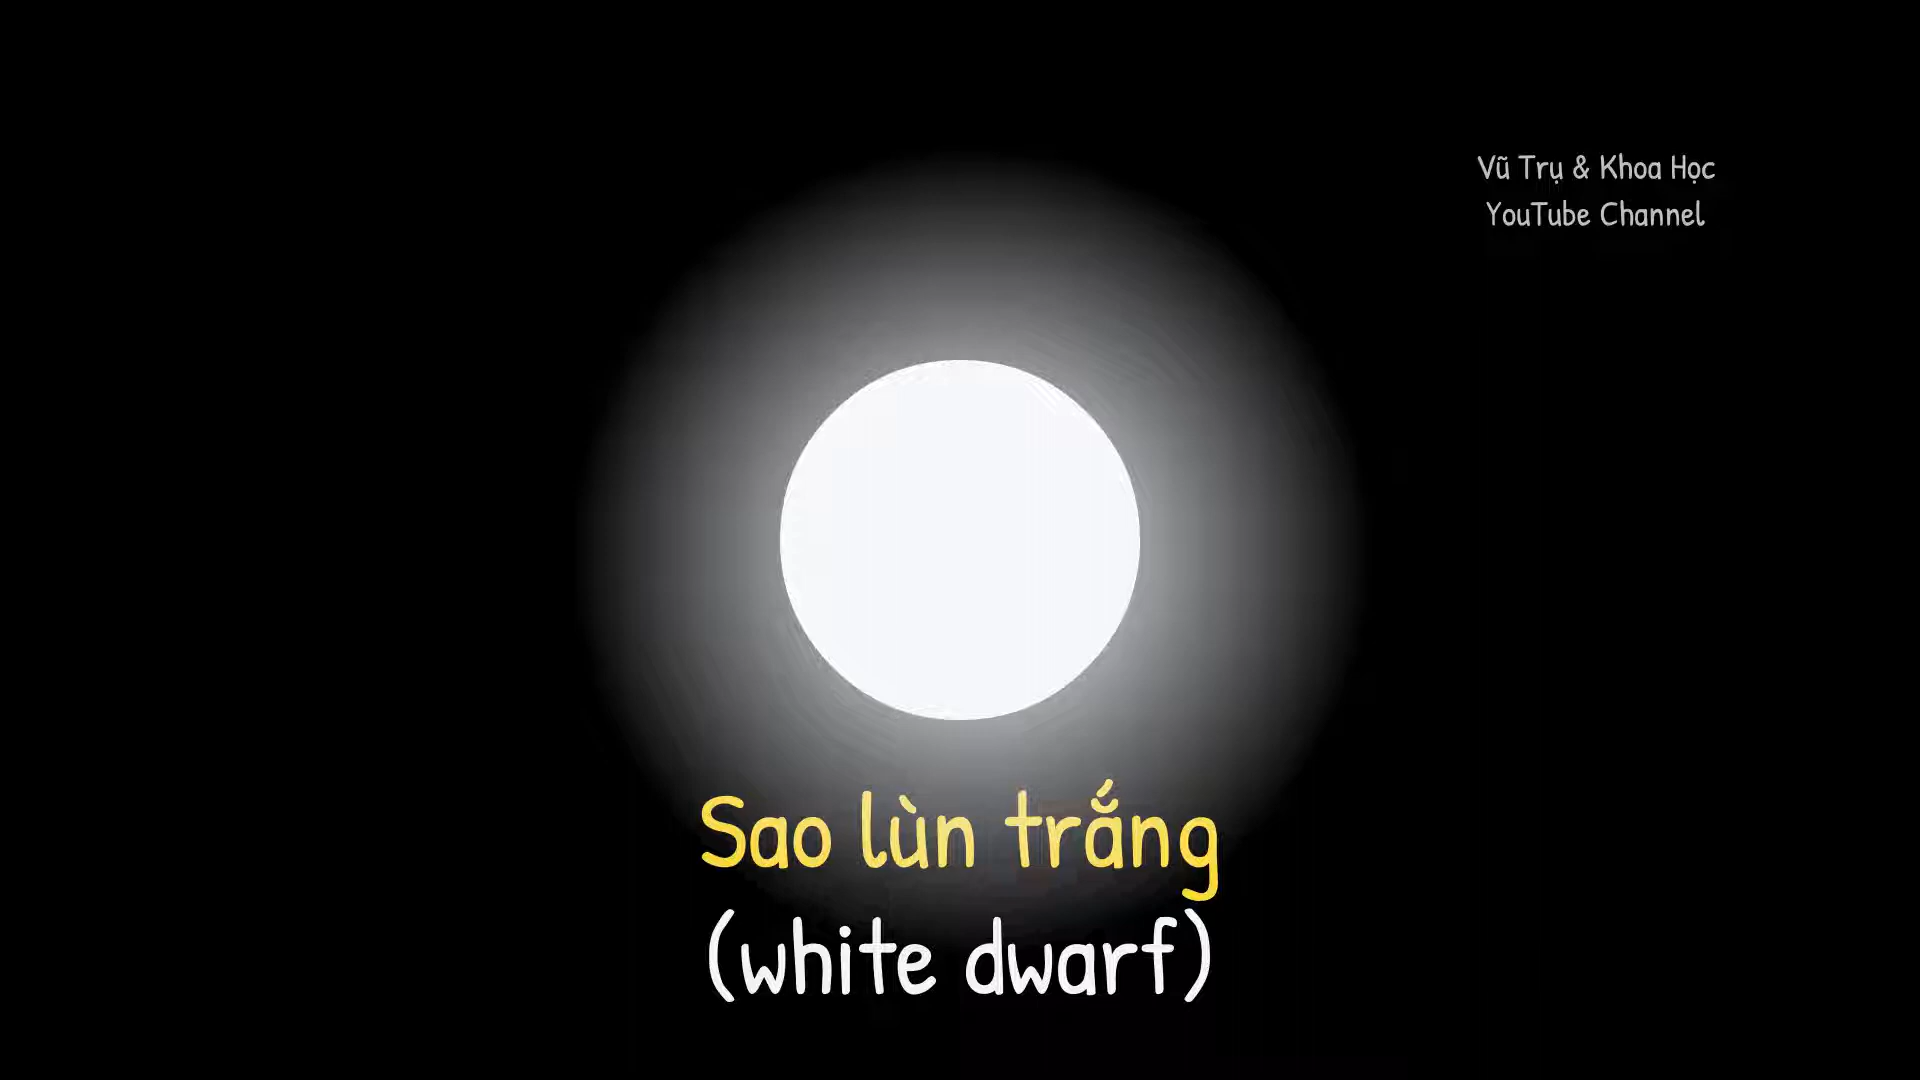 Vũ Trụ & Khoa Học
YouTube Channel
Sao lùn trắng
(white dwarf)